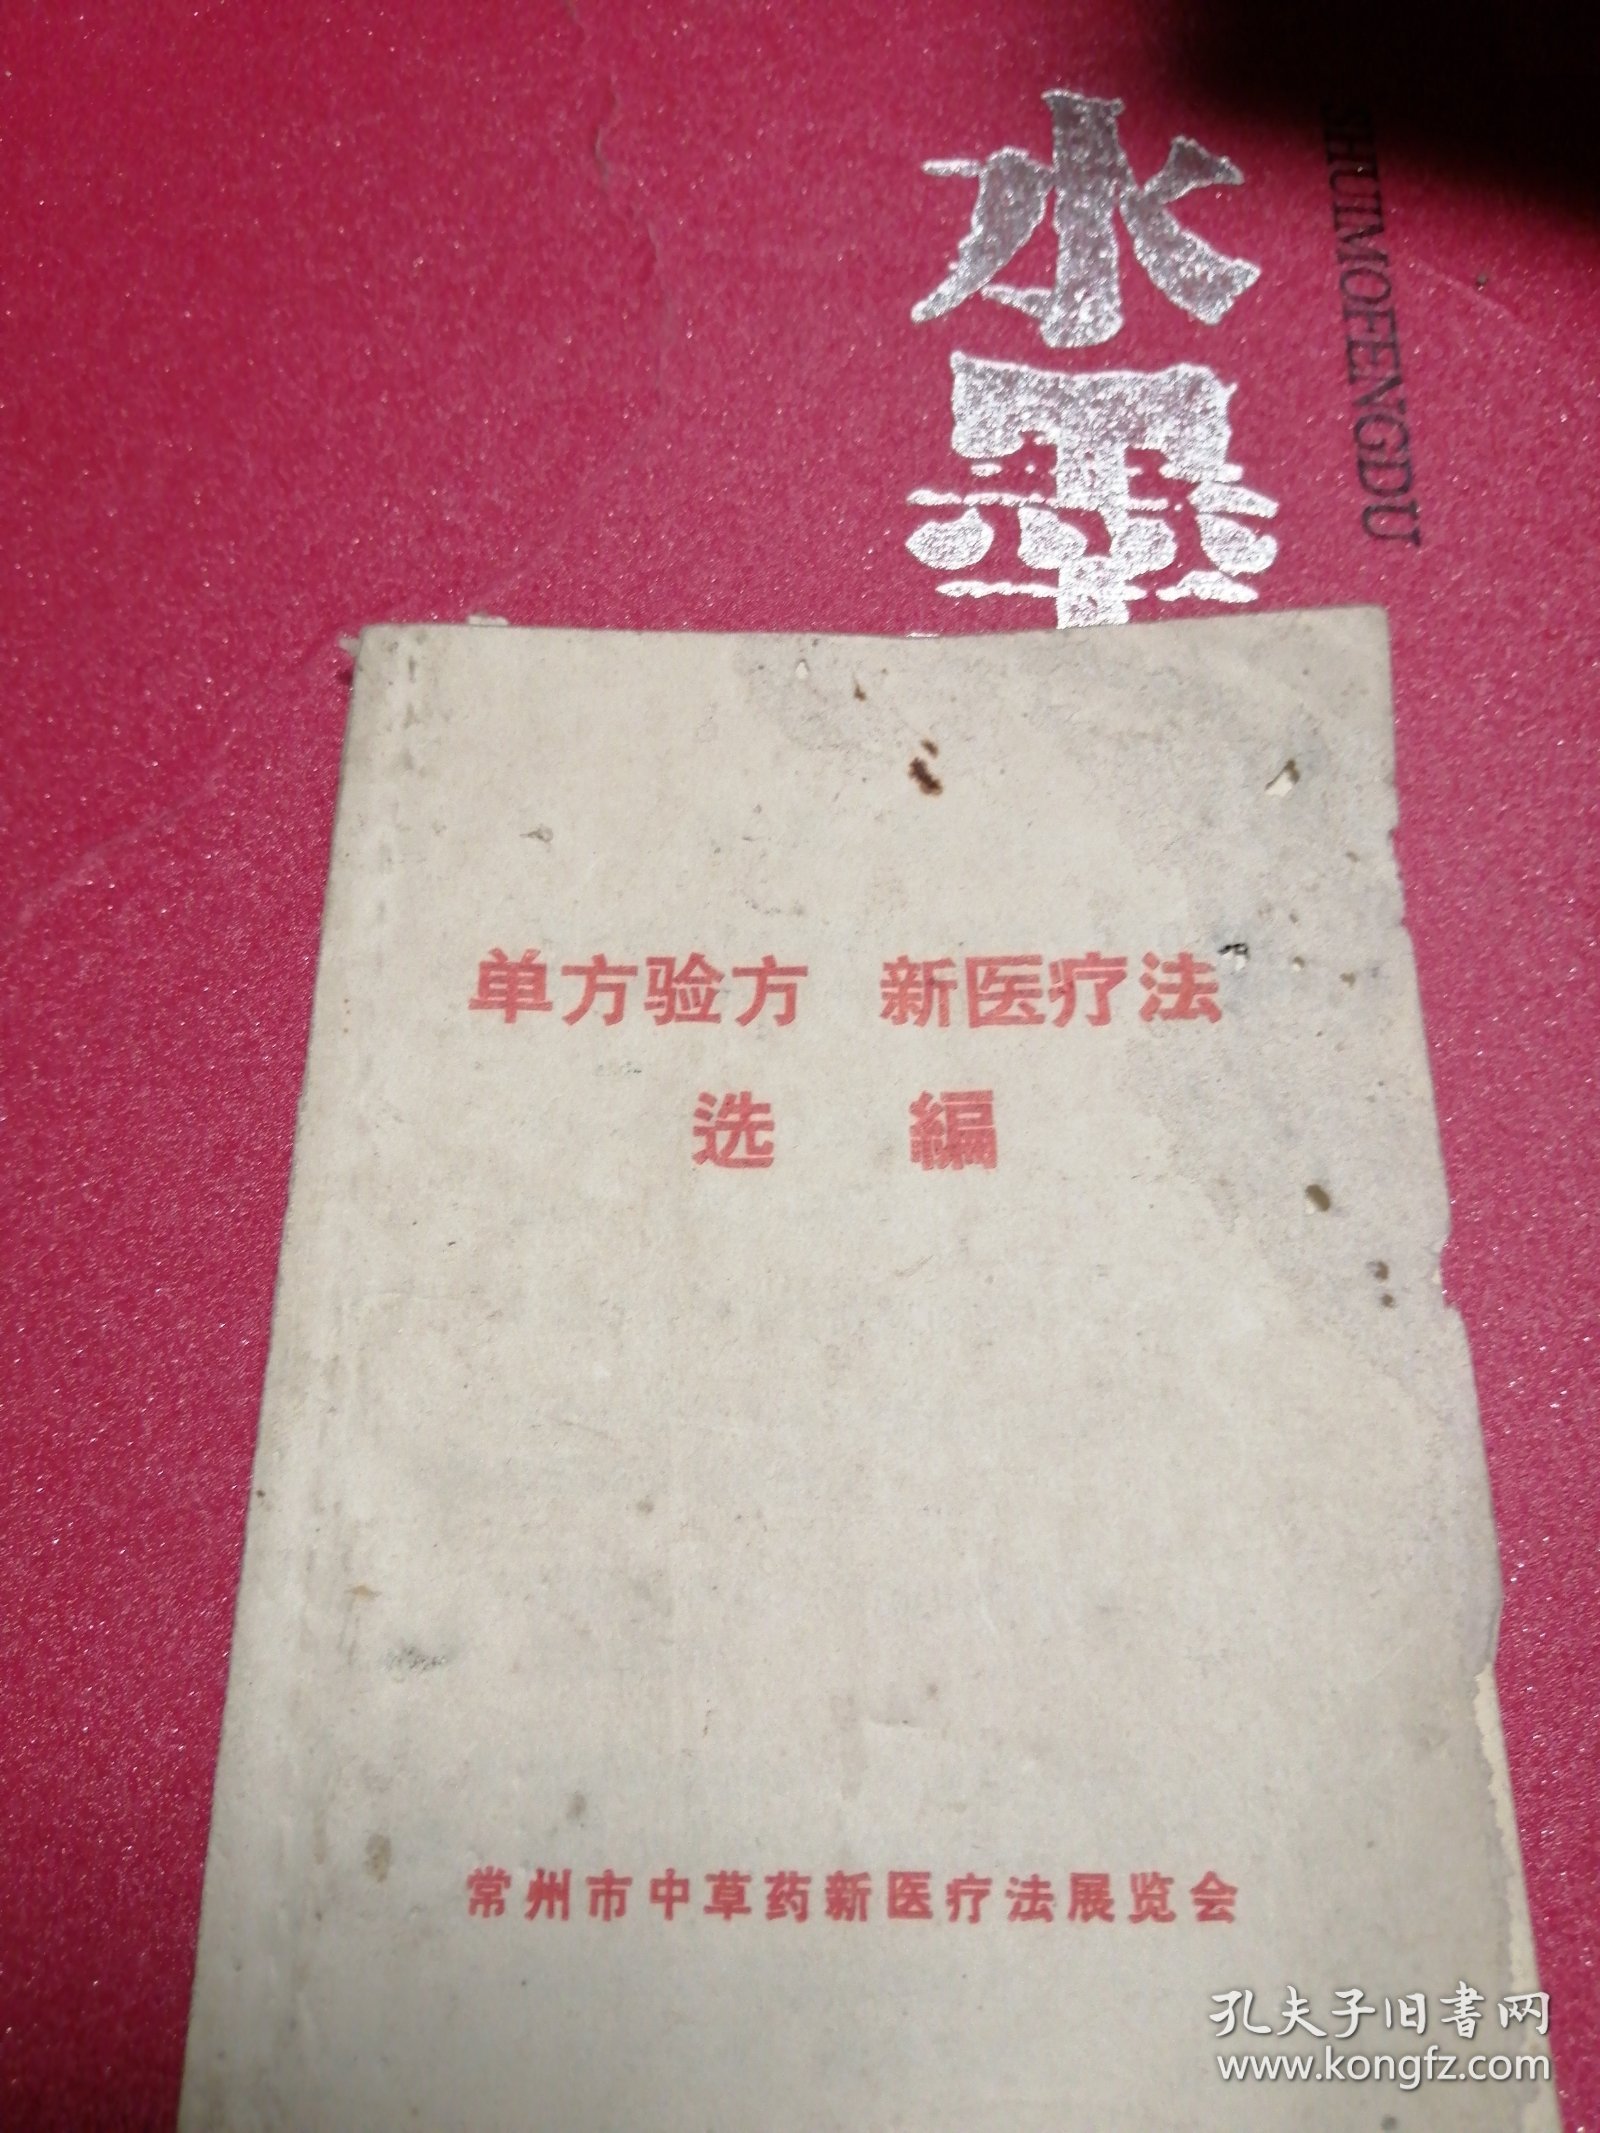 水墨
SHUIMOFENGDU
单方验方 新医疗法
选 編
常州市中草药新医疗法展览会
孔夫子旧书网
www.kongfz.com